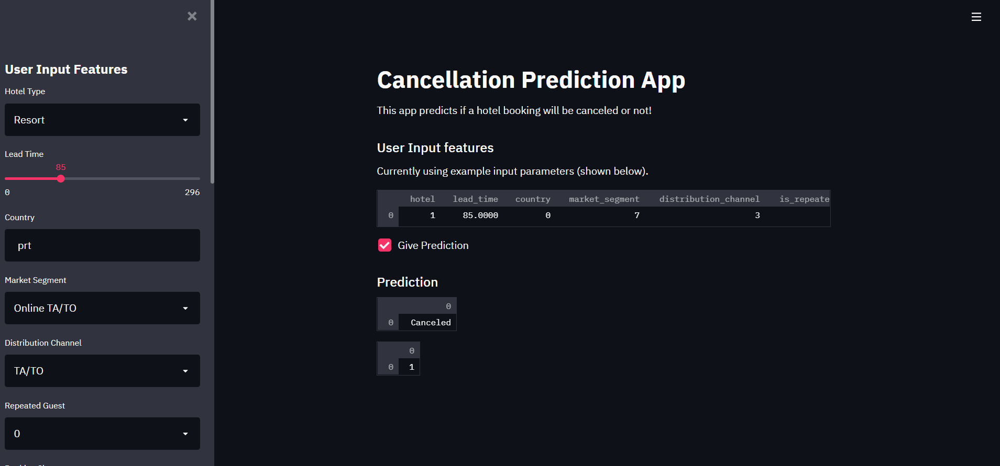 User Input Features
Hotel Type
Resort
Lead Time
85
0 296
Country
prt
Market Segment
Online TA/TO
Distribution Channel
TA/TO
Repeated Guest
0
Cancellation Prediction App
This app predicts if a hotel booking will be canceled or not!
User Input features
Currently using example input parameters (shown below).
hotel lead_time country market_segment distribution_channel is_repeate
0 1 85.0000 0 7 3
Give Prediction
Prediction
0
0 Canceled
0
0 1